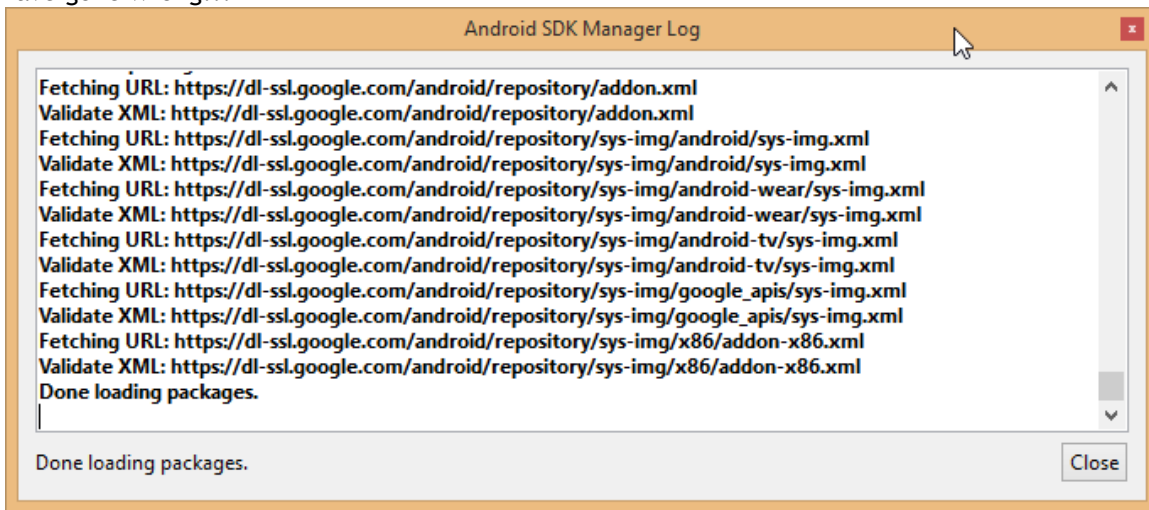 Android SDK Manager Log
x
Fetching URL: https://dl-ssl.google.com/android/repository/addon.xml
Validate XML: https://dl-ssl.google.com/android/repository/addon.xml
Fetching URL: https://dl-ssl.google.com/android/repository/sys-img/android/sys-img.xml
Validate XML: https://dl-ssl.google.com/android/repository/sys-img/android/sys-img.xml
Fetching URL: https://dl-ssl.google.com/android/repository/sys-img/android-wear/sys-img.xml
Validate XML: https://dl-ssl.google.com/android/repository/sys-img/android-wear/sys-img.xml
Fetching URL: https://dl-ssl.google.com/android/repository/sys-img/android-tv/sys-img.xml
Validate XML: https://dl-ssl.google.com/android/repository/sys-img/android-tv/sys-img.xml
Fetching URL: https://dl-ssl.google.com/android/repository/sys-img/google_apis/sys-img.xml
Validate XML: https://dl-ssl.google.com/android/repository/sys-img/google_apis/sys-img.xml
Fetching URL: https://dl-ssl.google.com/android/repository/sys-img/x86/addon-x86.xml
Validate XML: https://dl-ssl.google.com/android/repository/sys-img/x86/addon-x86.xml
Done loading packages.
Done loading packages.
Close